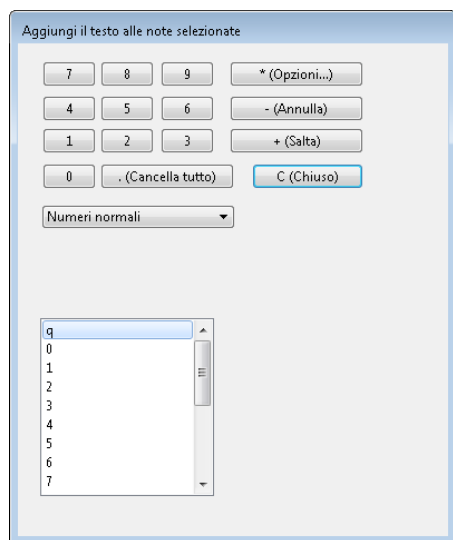 Aggiungi il testo alle note selezionate
7 8 9 * (Opzioni...)
4 5 6 - (Annulla)
1 2 3 + (Salta)
0 . (Cancella tutto) C (Chiuso)
Numeri normali
q
0
1
2
3
4
5
6
7